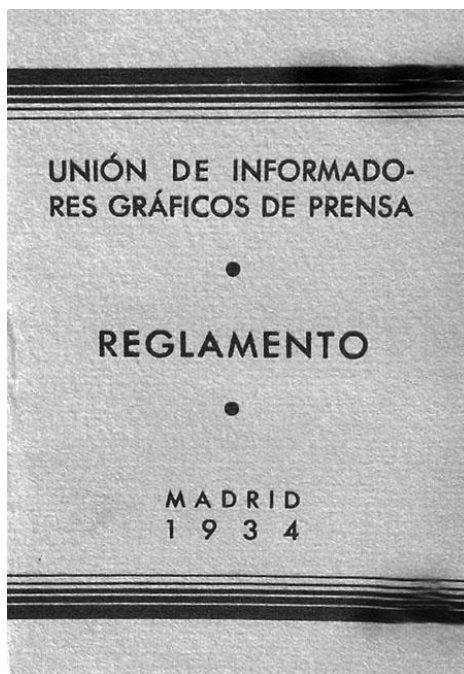 UNIÓN DE INFORMADO-
RES GRÁFICOS DE PRENSA
REGLAMENTO
MADRID
1934